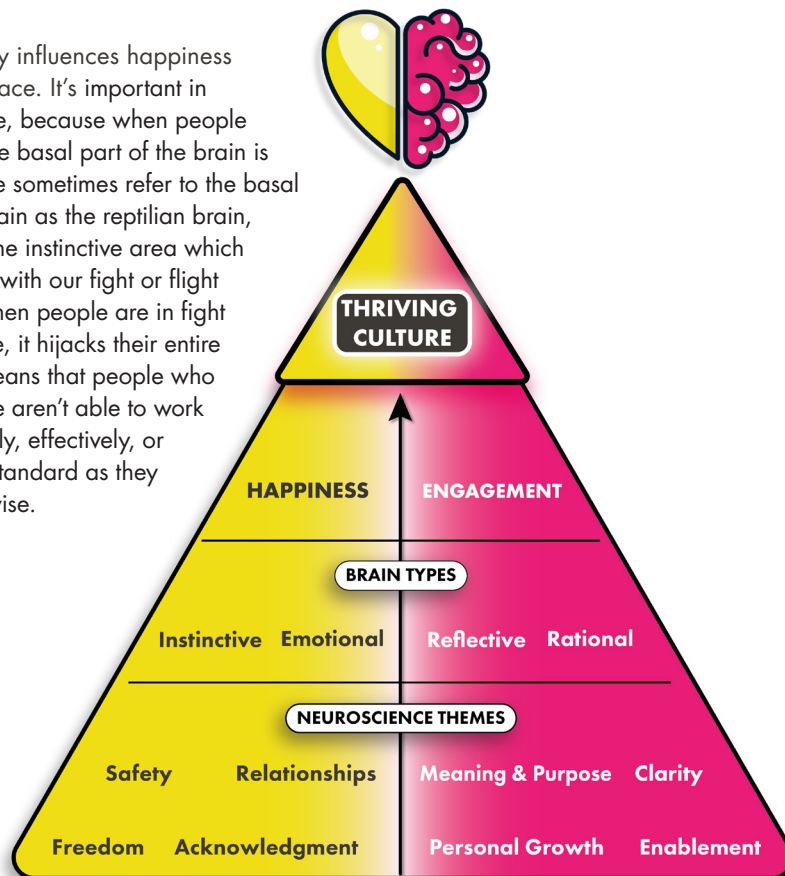 y influences happiness
ace. It's important in
e, because when people
e basal part of the brain is
e sometimes refer to the basal
ain as the reptilian brain,
ne instinctive area which
with our fight or flight
hen people are in fight
e, it hijacks their entire
eans that people who
e aren't able to work
ly, effectively, or
standard as they
vise.
THRIVING
CULTURE
HAPPINESS ENGAGEMENT
BRAIN TYPES
Instinctive Emotional Reflective Rational
NEUROSCIENCE THEMES
Safety Relationships Meaning & Purpose Clarity
Freedom Acknowledgment Personal Growth Enablement